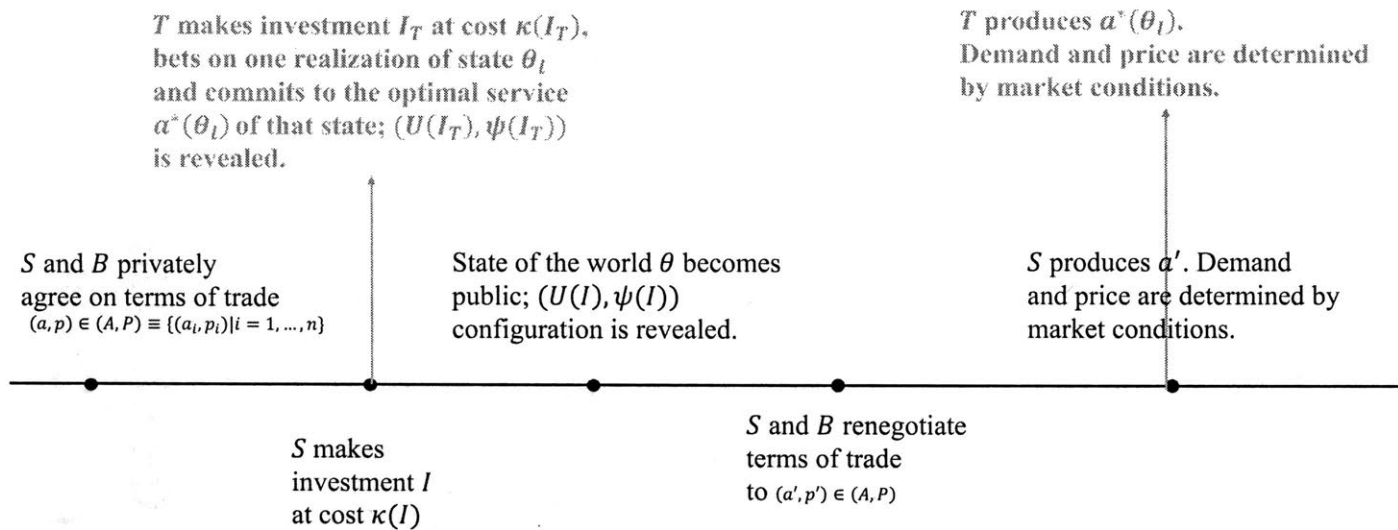 T makes investment I_T at cost κ(I_T),
bets on one realization of state θ_l
and commits to the optimal service
a*(θ_l) of that state; (U(I_T), ψ(I_T))
is revealed.
T produces a*(θ_l).
Demand and price are determined
by market conditions.
S and B privately
agree on terms of trade
(a, p) ∈ (A, P) ≡ {(a_i, p_i)|i = 1, …, n}
State of the world θ becomes
public; (U(I), ψ(I))
configuration is revealed.
S produces a′. Demand
and price are determined by
market conditions.
S makes
investment I
at cost κ(I)
S and B renegotiate
terms of trade
to (a′, p′) ∈ (A, P)